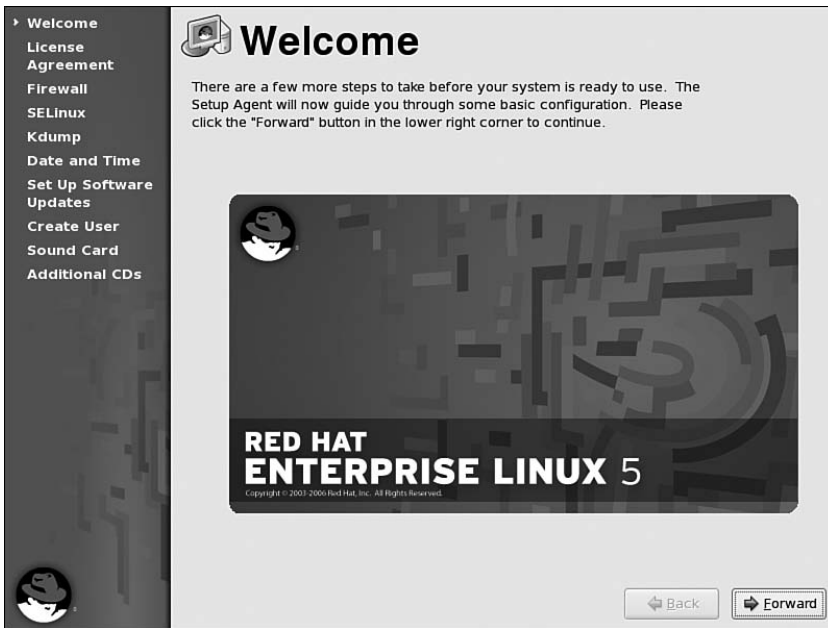 Welcome
License
Agreement
Firewall
SELinux
Kdump
Date and Time
Set Up Software
Updates
Create User
Sound Card
Additional CDs
Welcome
There are a few more steps to take before your system is ready to use. The
Setup Agent will now guide you through some basic configuration. Please
click the "Forward" button in the lower right corner to continue.
RED HAT
ENTERPRISE LINUX 5
Copyright © 2003-2006 Red Hat, Inc. All Rights Reserved.
Back
Forward